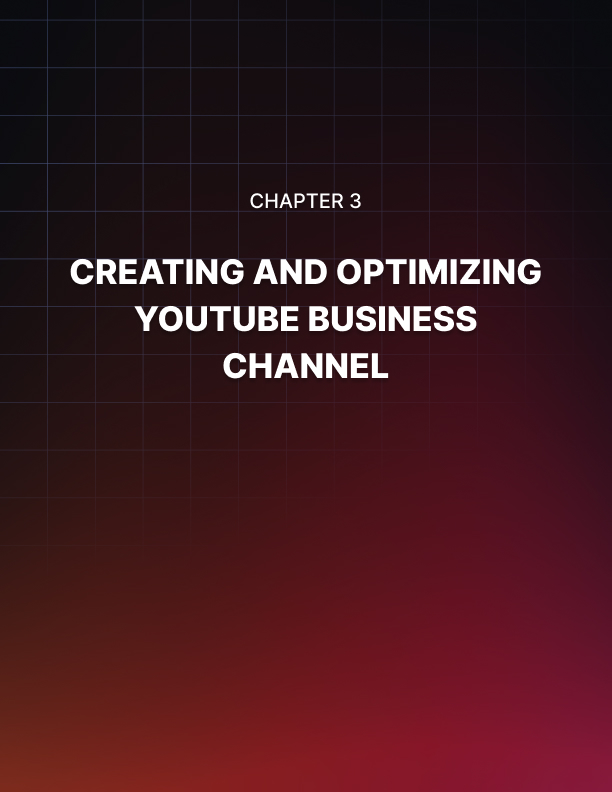 CHAPTER 3
CREATING AND OPTIMIZING
YOUTUBE BUSINESS
CHANNEL